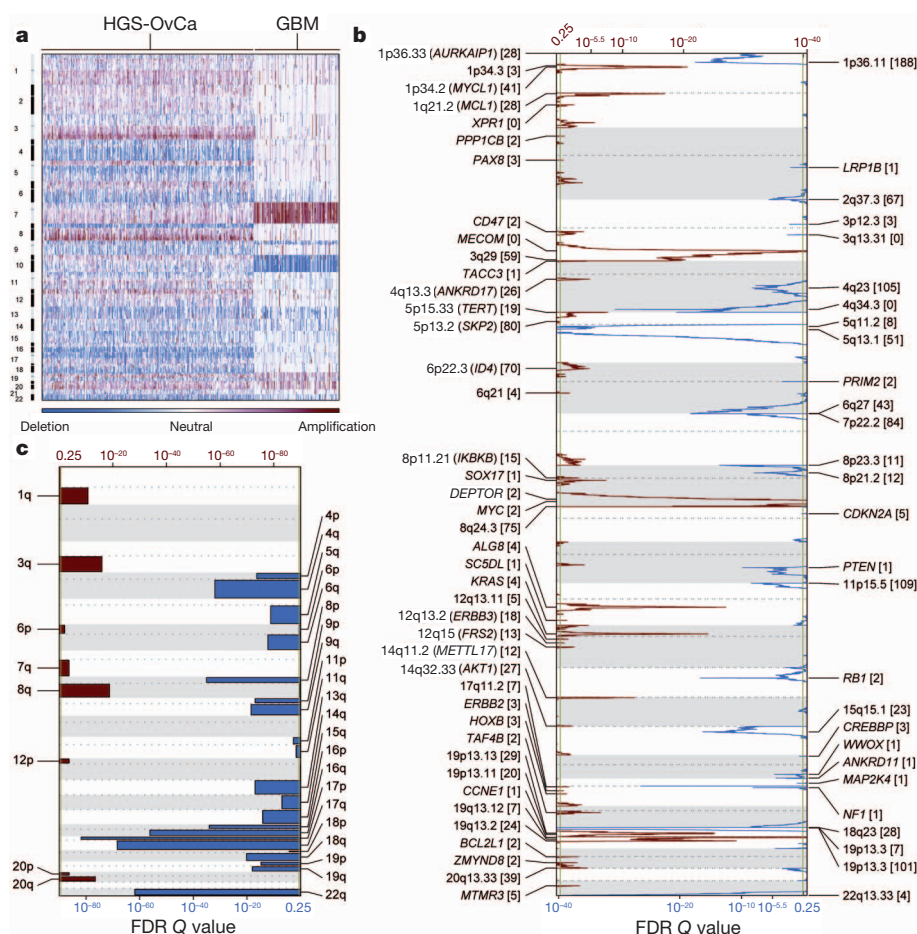 a
HGS-OvCa
GBM
1
2
3
4
5
6
7
8
9
10
11
12
13
14
15
16
17
18
19
20
21
22
Deletion
Neutral
Amplification
b
0.25
10−5.5
10−10
10−20
10−40
1p36.33 (AURKAIP1) [28]
1p34.3 [3]
1p34.2 (MYCL1) [41]
1q21.2 (MCL1) [28]
XPR1 [0]
PPP1CB [2]
PAX8 [3]
CD47 [2]
MECOM [0]
3q29 [59]
TACC3 [1]
4q13.3 (ANKRD17) [26]
5p15.33 (TERT) [19]
5p13.2 (SKP2) [80]
6p22.3 (ID4) [70]
6q21 [4]
8p11.21 (IKBKB) [15]
SOX17 [1]
DEPTOR [2]
MYC [2]
8q24.3 [75]
ALG8 [4]
SC5DL [1]
KRAS [4]
12q13.11 [5]
12q13.2 (ERBB3) [18]
12q15 (FRS2) [13]
14q11.2 (METTL17) [12]
14q32.33 (AKT1) [27]
17q11.2 [7]
ERBB2 [3]
HOXB [3]
TAF4B [2]
19p13.13 [29]
19p13.11 [20]
CCNE1 [1]
19q13.12 [7]
19q13.2 [24]
BCL2L1 [2]
ZMYND8 [2]
20q13.33 [39]
MTMR3 [5]
1p36.11 [188]
LRP1B [1]
2q37.3 [67]
3p12.3 [3]
3q13.31 [0]
4q23 [105]
4q34.3 [0]
5q11.2 [8]
5q13.1 [51]
PRIM2 [2]
6q27 [43]
7p22.2 [84]
8p23.3 [11]
8p21.2 [12]
CDKN2A [5]
PTEN [1]
11p15.5 [109]
RB1 [2]
15q15.1 [23]
CREBBP [3]
WWOX [1]
ANKRD11 [1]
MAP2K4 [1]
NF1 [1]
18q23 [28]
19p13.3 [7]
19p13.3 [101]
22q13.33 [4]
10−40
10−20
10−10
10−5.5
0.25
FDR Q value
c
0.25
10−20
10−40
10−60
10−80
1q
3q
6p
7q
8q
12p
20p
20q
4p
4q
5q
6p
6q
8p
9p
9q
11p
11q
13q
14q
15q
16p
16q
17p
17q
18p
18q
19p
19q
22q
10−80
10−60
10−40
10−20
0.25
FDR Q value